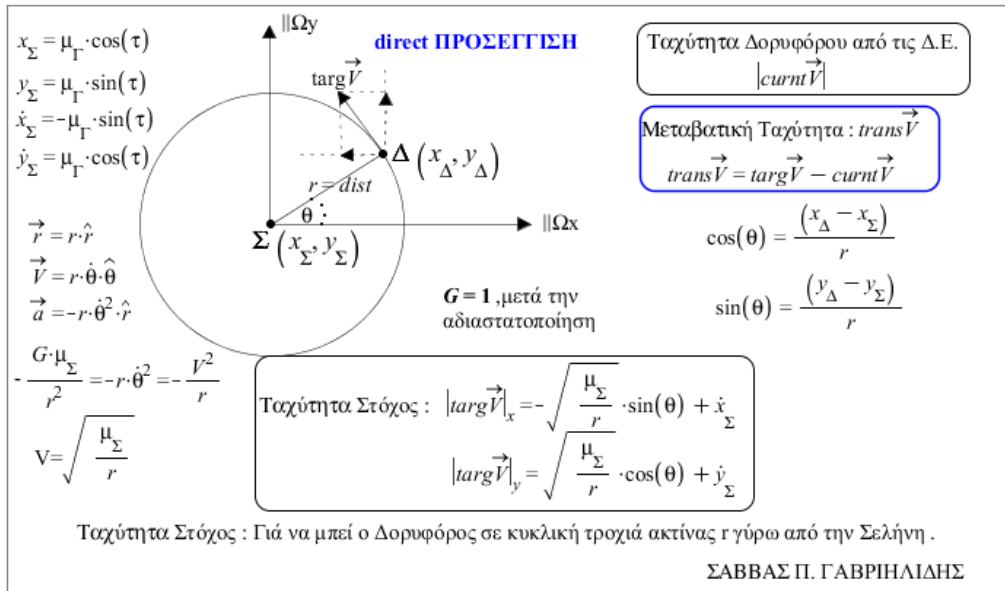 x_Σ = μ_Γ·cos(τ)
y_Σ = μ_Γ·sin(τ)
ẋ_Σ = -μ_Γ·sin(τ)
ẏ_Σ = μ_Γ·cos(τ)
r⃗ = r·r̂
V⃗ = r·θ̇·θ̂
a⃗ = -r·θ̇²·r̂
- G·μ_Σ / r² = -r·θ̇² = - V² / r
V= √(μ_Σ / r)
||Ωy
direct ΠΡΟΣΕΓΓΙΣΗ
targV⃗
Δ (x_Δ, y_Δ)
r = dist
θ
||Ωx
Σ (x_Σ, y_Σ)
G = 1 ,μετά την
αδιαστατοποίηση
Ταχύτητα Δορυφόρου από τις Δ.Ε.
|curntV⃗|
Μεταβατική Ταχύτητα : transV⃗
transV⃗ = targV⃗ - curntV⃗
cos(θ) = (x_Δ - x_Σ) / r
sin(θ) = (y_Δ - y_Σ) / r
Ταχύτητα Στόχος : |targV⃗|_x = -√(μ_Σ / r) ·sin(θ) + ẋ_Σ
|targV⃗|_y = √(μ_Σ / r) ·cos(θ) + ẏ_Σ
Ταχύτητα Στόχος : Γιά να μπεί ο Δορυφόρος σε κυκλική τροχιά ακτίνας r γύρω από την Σελήνη .
ΣΑΒΒΑΣ Π. ΓΑΒΡΙΗΛΙΔΗΣ